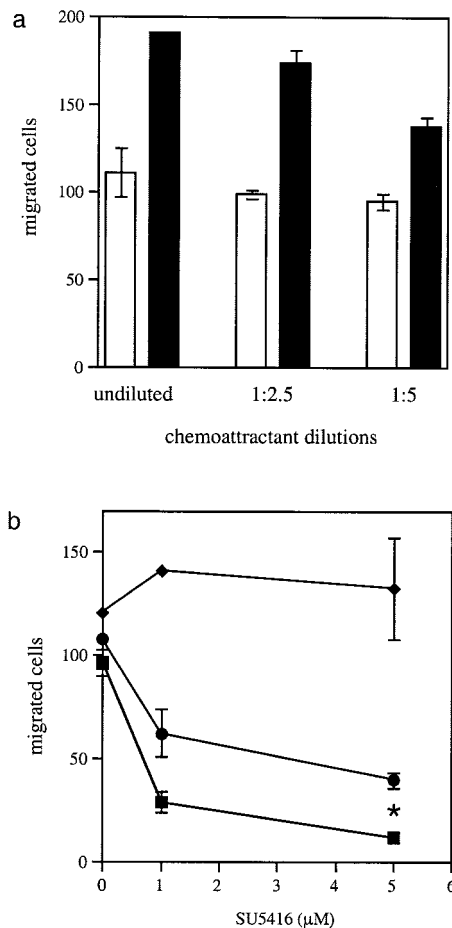 a
200
150
100
50
0
migrated cells
undiluted 1:2.5 1:5
chemoattractant dilutions
b
150
100
50
0
migrated cells
*
0 1 2 3 4 5 6
SU5416 (μM)